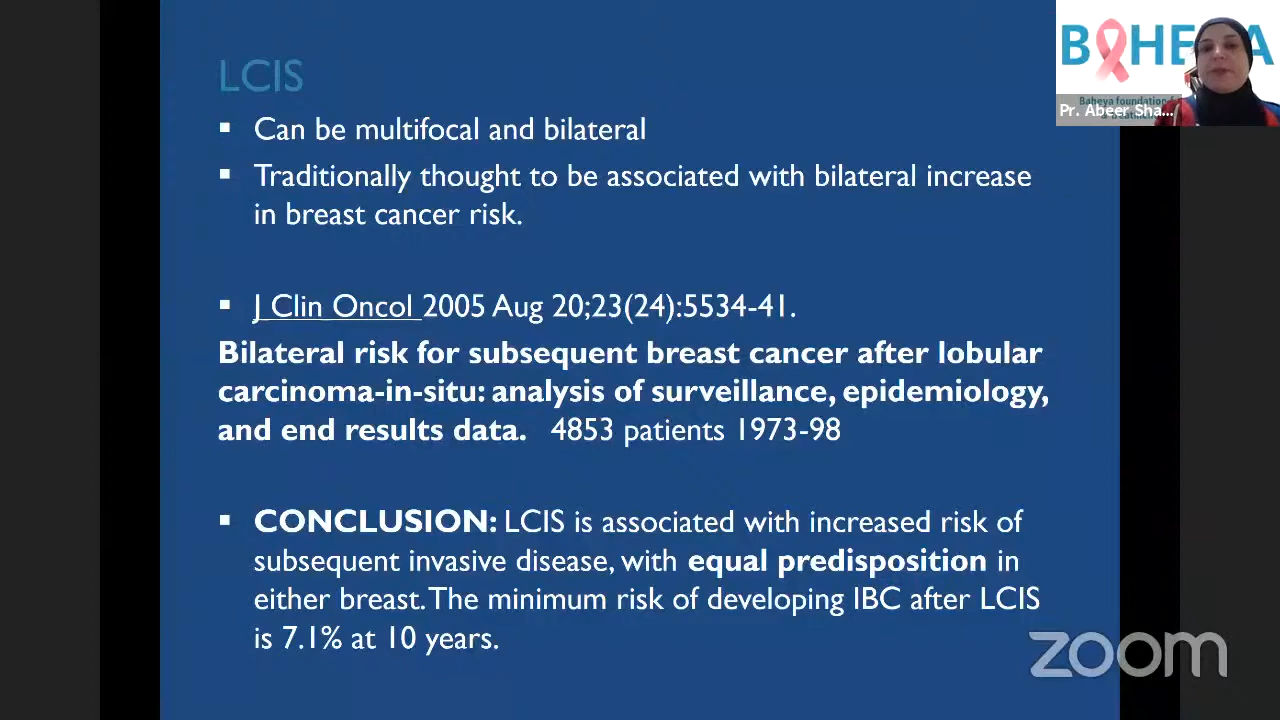 LCIS
▪ Can be multifocal and bilateral
▪ Traditionally thought to be associated with bilateral increase
in breast cancer risk.
▪ J Clin Oncol 2005 Aug 20;23(24):5534-41.
Bilateral risk for subsequent breast cancer after lobular
carcinoma-in-situ: analysis of surveillance, epidemiology,
and end results data. 4853 patients 1973-98
▪ CONCLUSION: LCIS is associated with increased risk of
subsequent invasive disease, with equal predisposition in
either breast. The minimum risk of developing IBC after LCIS
is 7.1% at 10 years.
Baheya foundation
Pr. Abeer Sha...
zoom